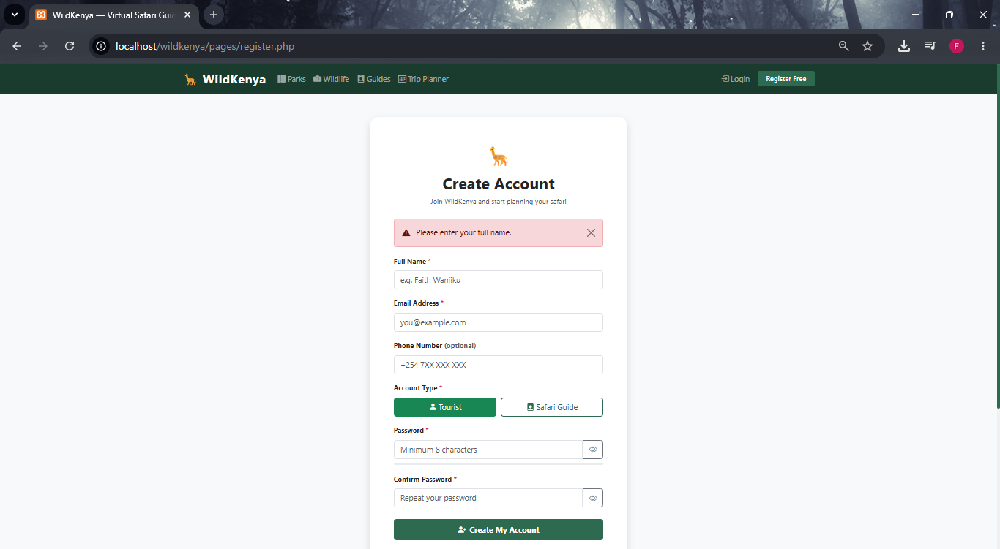 WildKenya — Virtual Safari Guid
localhost/wildkenya/pages/register.php
F
WildKenya Parks Wildlife Guides Trip Planner Login Register Free
Create Account
Join WildKenya and start planning your safari
Please enter your full name.
Full Name *
e.g. Faith Wanjiku
Email Address *
you@example.com
Phone Number (optional)
+254 7XX XXX XXX
Account Type *
Tourist Safari Guide
Password *
Minimum 8 characters
Confirm Password *
Repeat your password
Create My Account